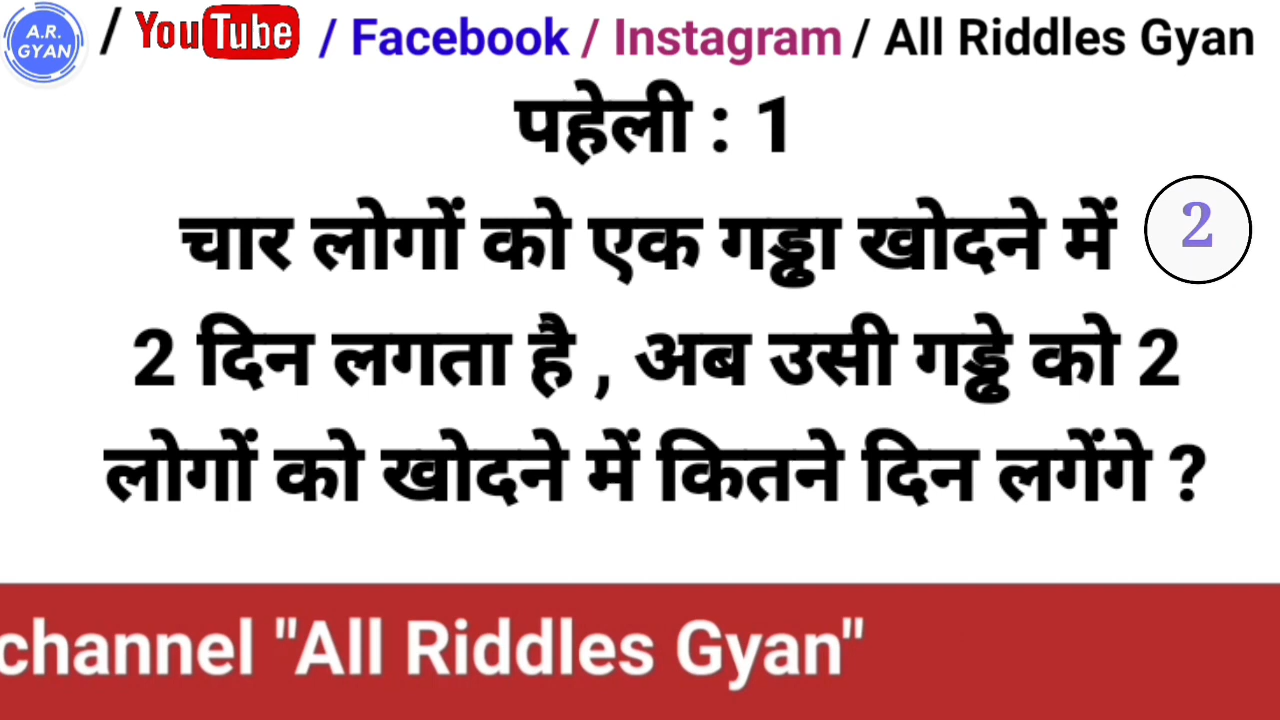 A.R. GYAN / YouTube / Facebook / Instagram / All Riddles Gyan
पहेली : 1
चार लोगों को एक गड्ढा खोदने में 2
2 दिन लगता है , अब उसी गड्ढे को 2
लोगों को खोदने में कितने दिन लगेंगे ?
channel "All Riddles Gyan"